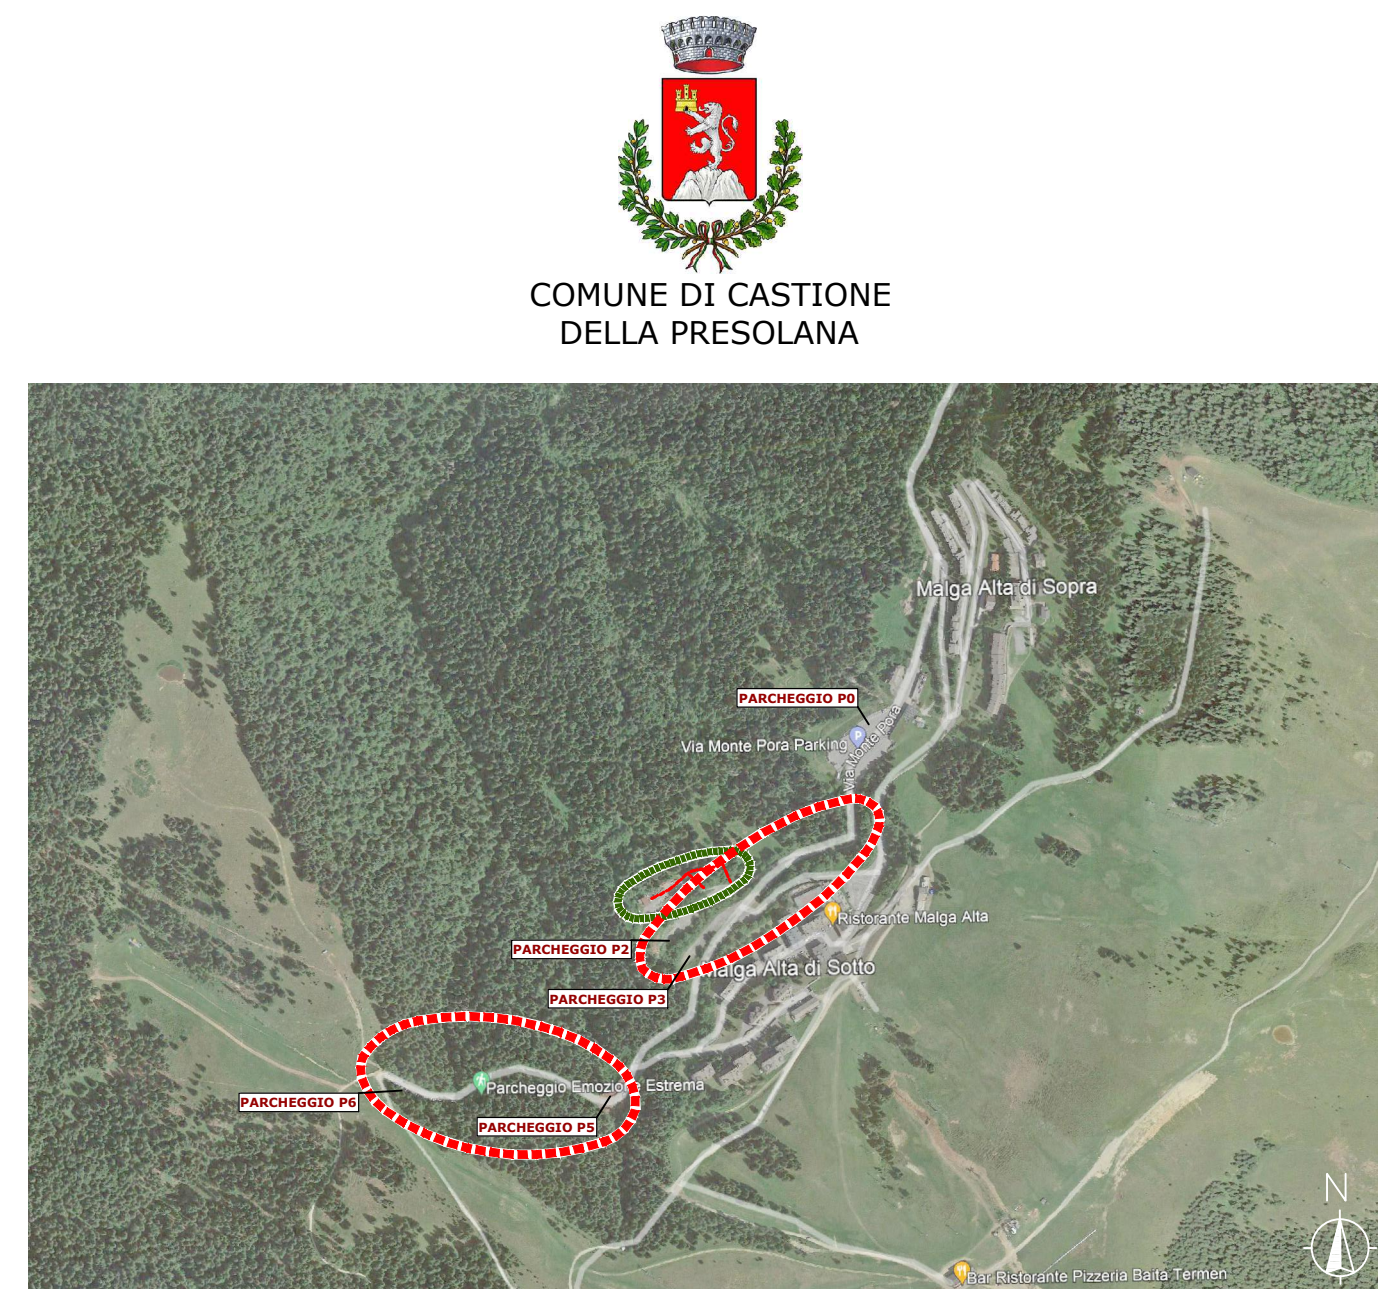 COMUNE DI CASTIONE
DELLA PRESOLANA
Malga Alta di Sopra
PARCHEGGIO P0
Via Monte Pora Parking
P
Via Monte Pora
Ristorante Malga Alta
PARCHEGGIO P2
Malga Alta di Sotto
PARCHEGGIO P3
Parcheggio Emozione Estrema
PARCHEGGIO P6
PARCHEGGIO P5
N
Bar Ristorante Pizzeria Baita Termen